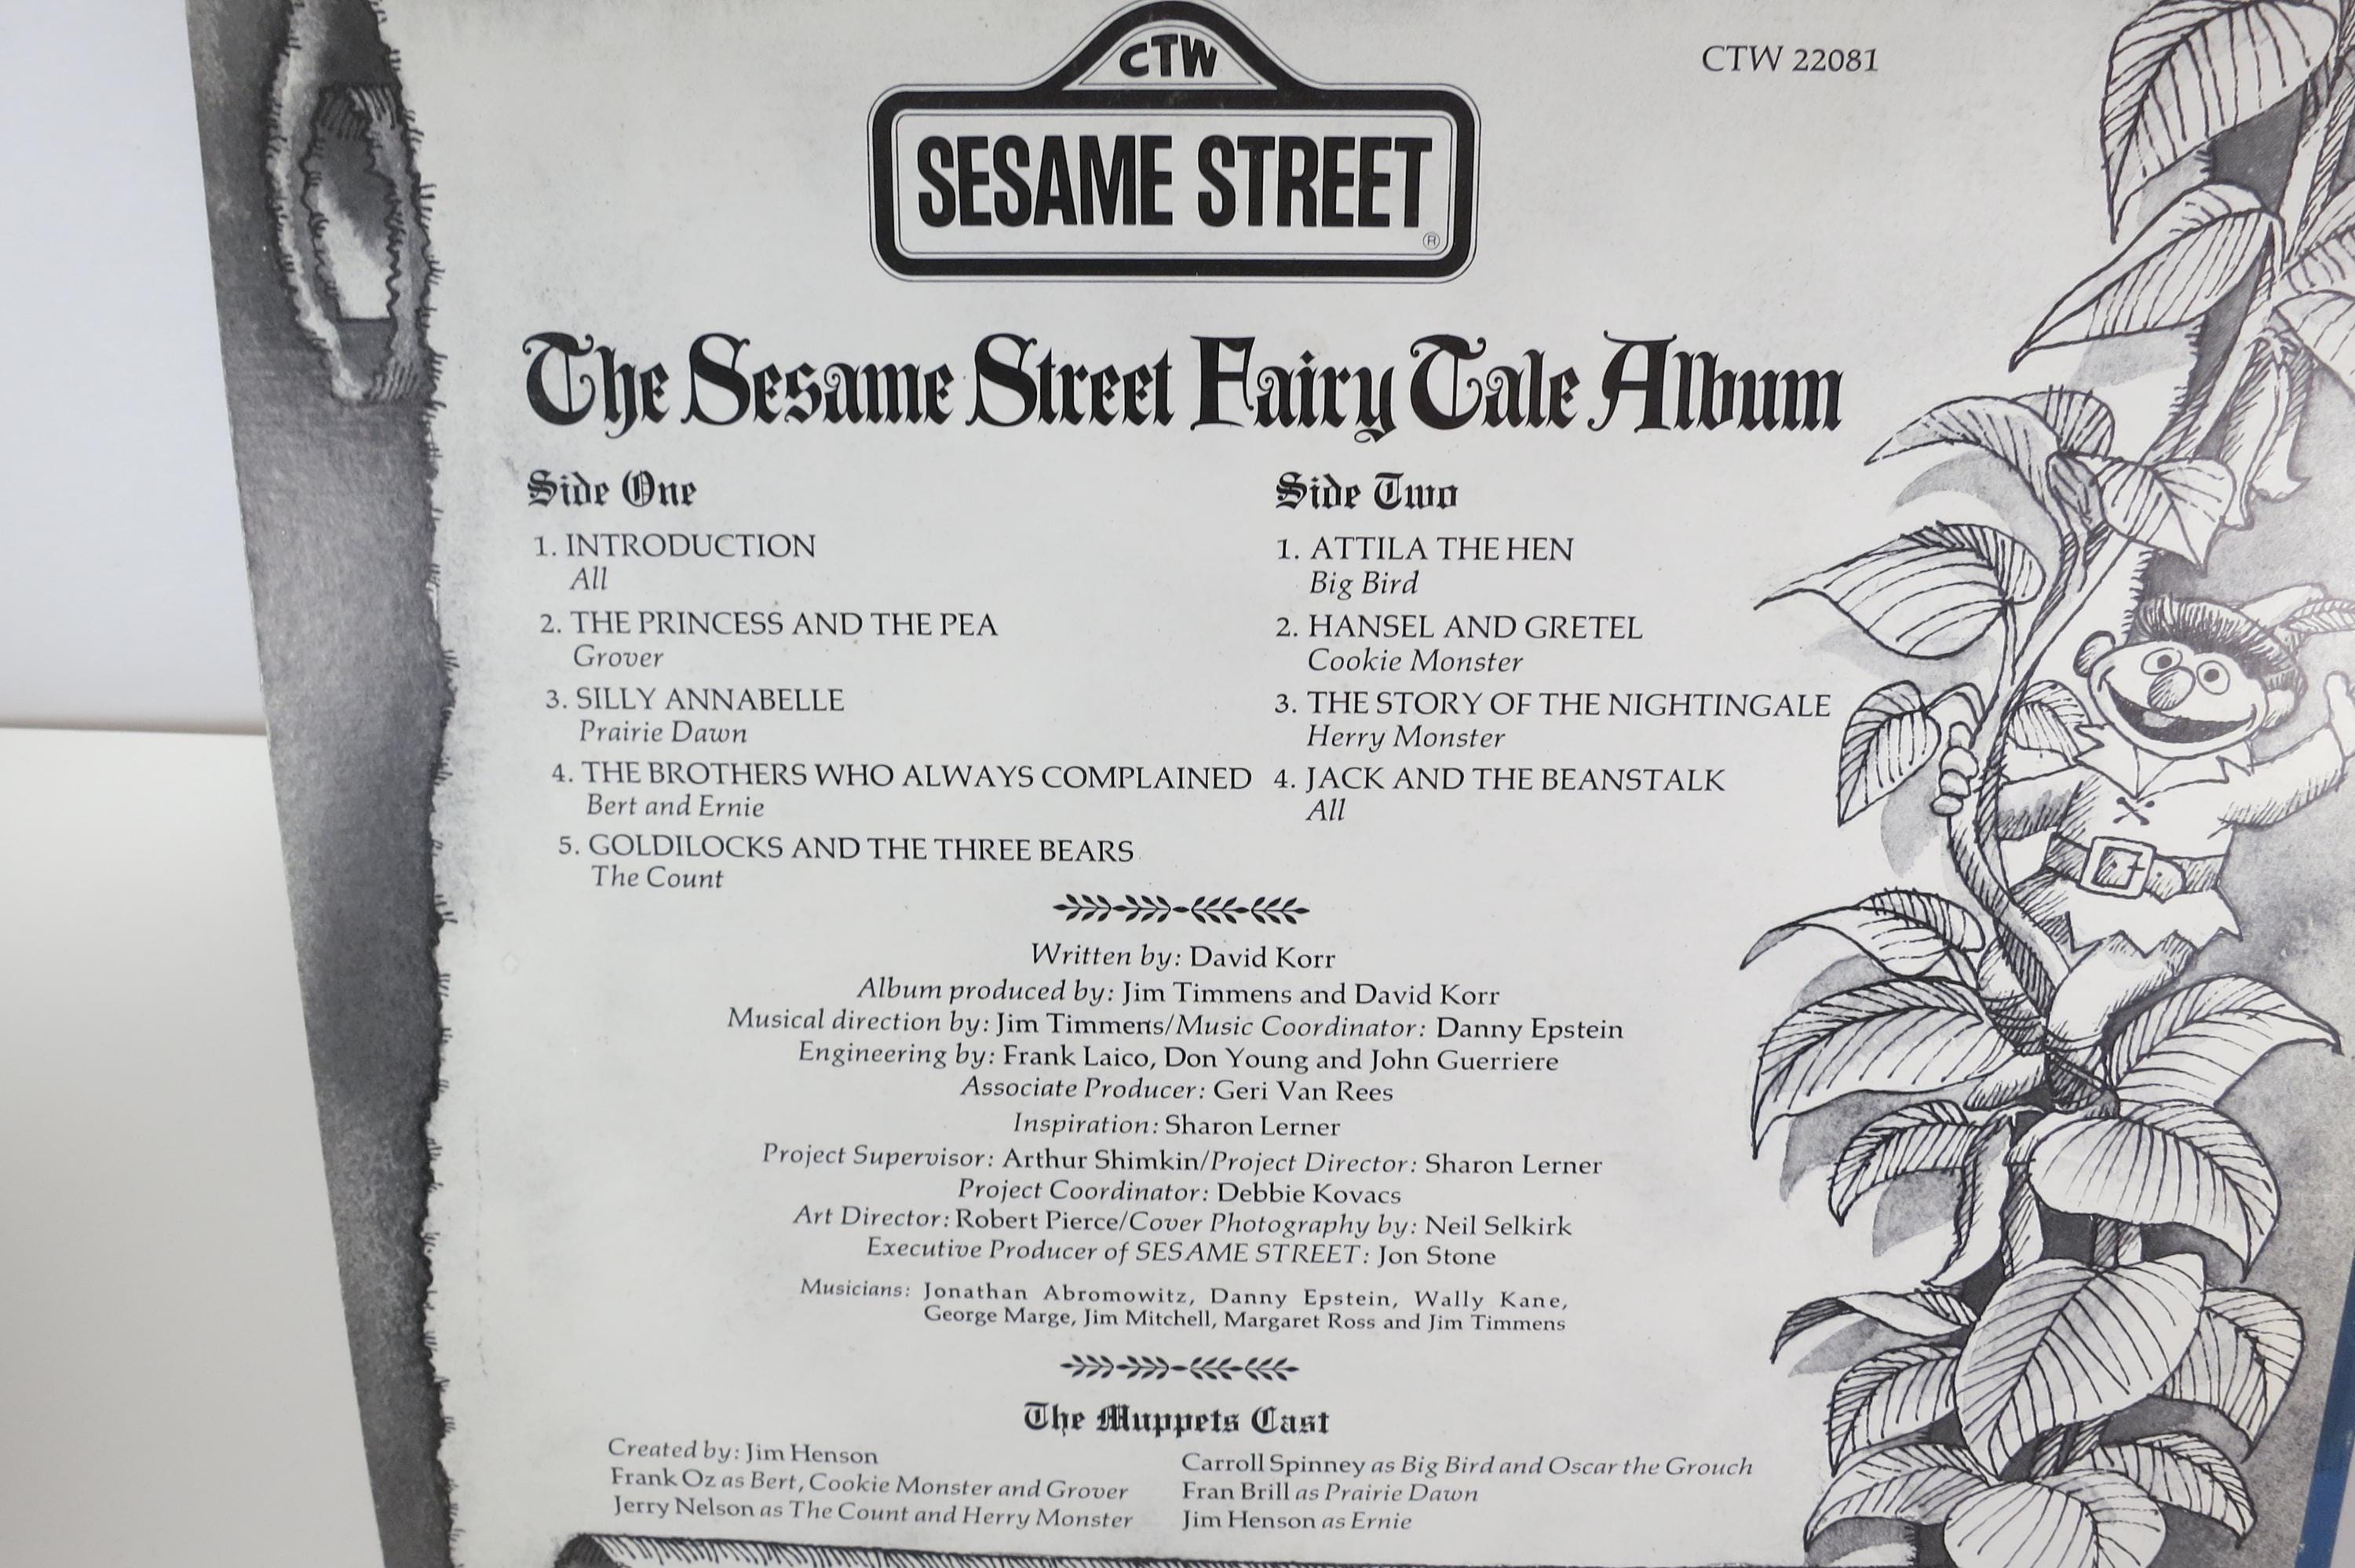 CTW
SESAME STREET
®
CTW 22081
The Sesame Street Fairy Tale Album
Side One
1. INTRODUCTION
All
2. THE PRINCESS AND THE PEA
Grover
3. SILLY ANNABELLE
Prairie Dawn
4. THE BROTHERS WHO ALWAYS COMPLAINED
Bert and Ernie
5. GOLDILOCKS AND THE THREE BEARS
The Count
Side Two
1. ATTILA THE HEN
Big Bird
2. HANSEL AND GRETEL
Cookie Monster
3. THE STORY OF THE NIGHTINGALE
Herry Monster
4. JACK AND THE BEANSTALK
All
Written by: David Korr
Album produced by: Jim Timmens and David Korr
Musical direction by: Jim Timmens/Music Coordinator: Danny Epstein
Engineering by: Frank Laico, Don Young and John Guerriere
Associate Producer: Geri Van Rees
Inspiration: Sharon Lerner
Project Supervisor: Arthur Shimkin/Project Director: Sharon Lerner
Project Coordinator: Debbie Kovacs
Art Director: Robert Pierce/Cover Photography by: Neil Selkirk
Executive Producer of SESAME STREET: Jon Stone
Musicians: Jonathan Abromowitz, Danny Epstein, Wally Kane,
George Marge, Jim Mitchell, Margaret Ross and Jim Timmens
The Muppets Cast
Created by: Jim Henson
Frank Oz as Bert, Cookie Monster and Grover
Jerry Nelson as The Count and Herry Monster
Carroll Spinney as Big Bird and Oscar the Grouch
Fran Brill as Prairie Dawn
Jim Henson as Ernie